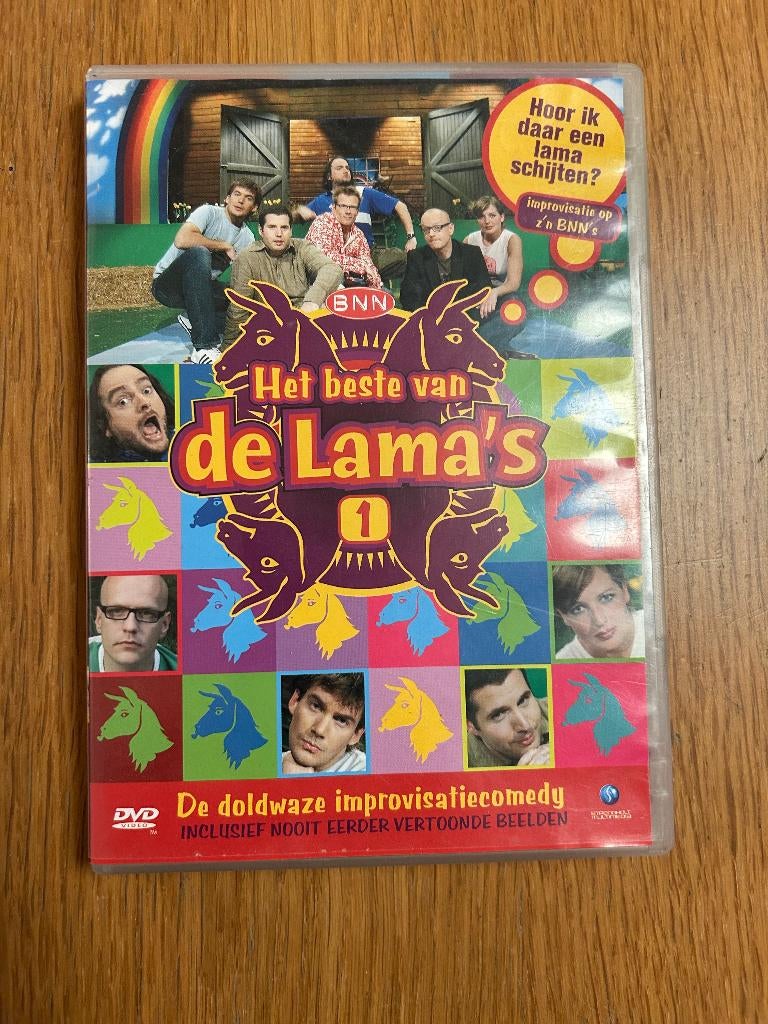 Hoor ik
daar een
lama
schijten?
improvisatie op
z'n BNN's
BNN
Het beste van
de Lama's
1
De doldwaze improvisatiecomedy
INCLUSIEF NOOIT EERDER VERTOONDE BEELDEN
DVD
VIDEO
TM